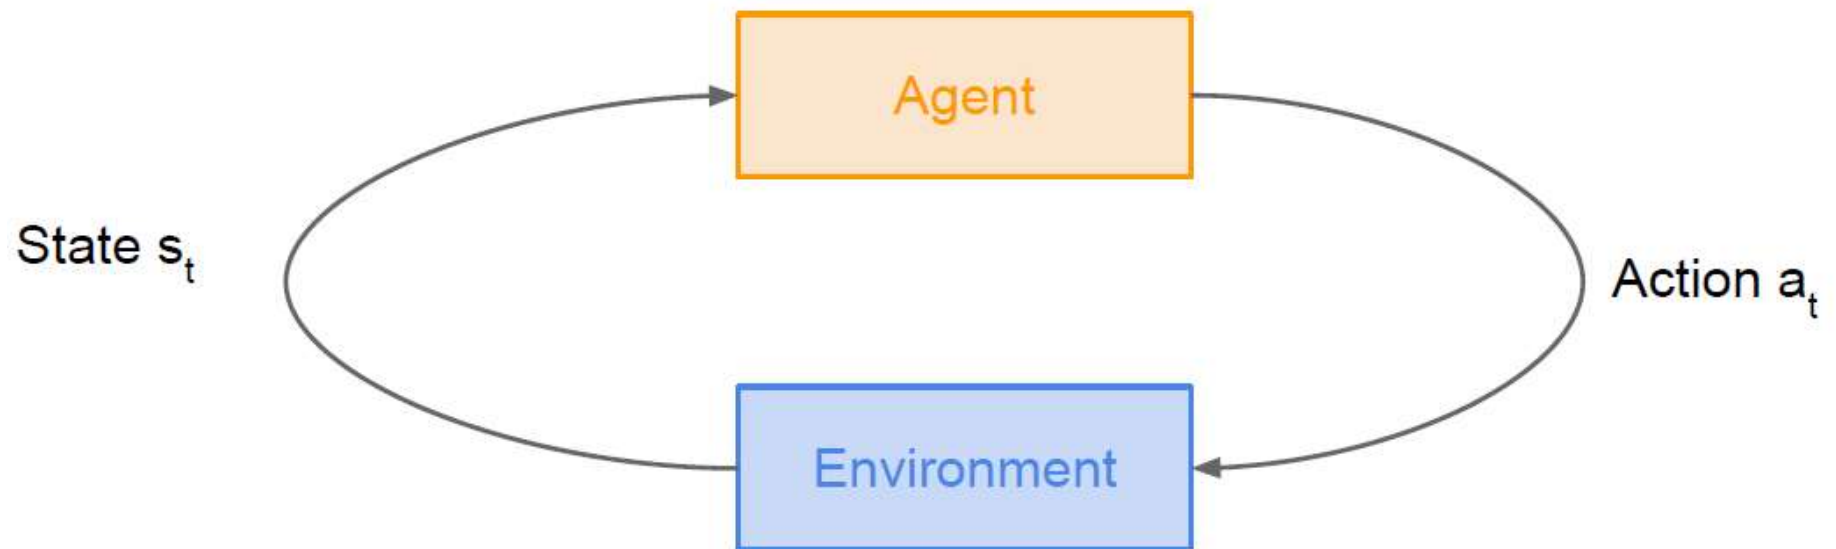 Agent
State sₜ
Action aₜ
Environment